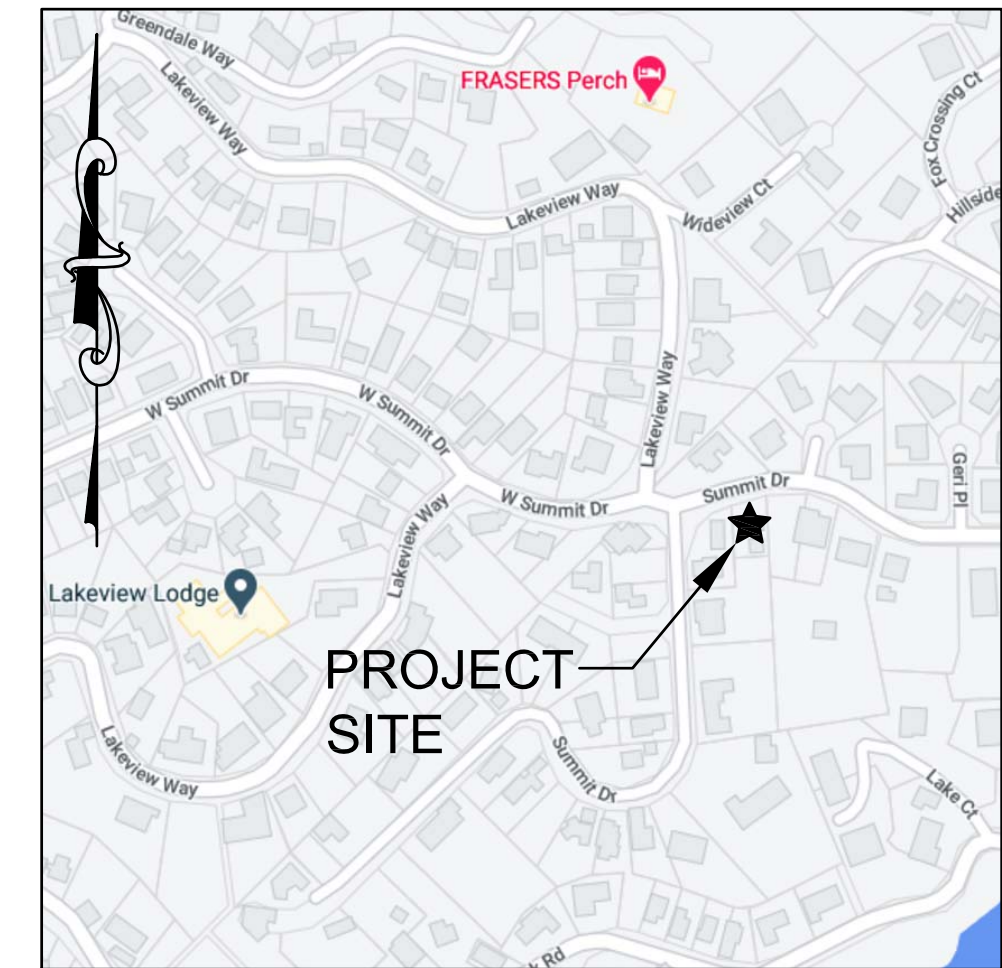 Greendale Way
FRASERS Perch
Lakeview Way
Fox Crossing Ct
Lakeview Way
Wideview Ct
Hillside
W Summit Dr
W Summit Dr
Lakeview Way
Geri Pl
Summit Dr
W Summit Dr
Lakeview Way
Lakeview Lodge
PROJECT
SITE
Lakeview Way
Summit Dr
Lake Ct
k Rd